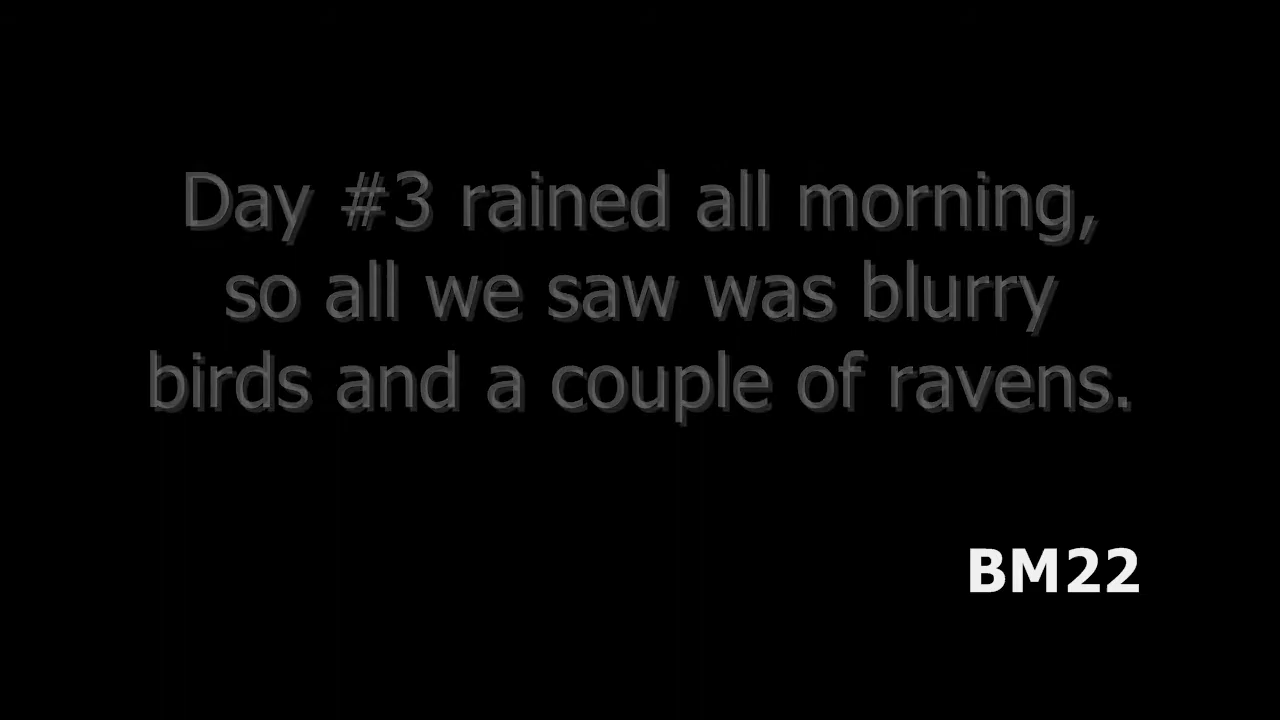 Day #3 rained all morning,
so all we saw was blurry
birds and a couple of ravens.
BM22